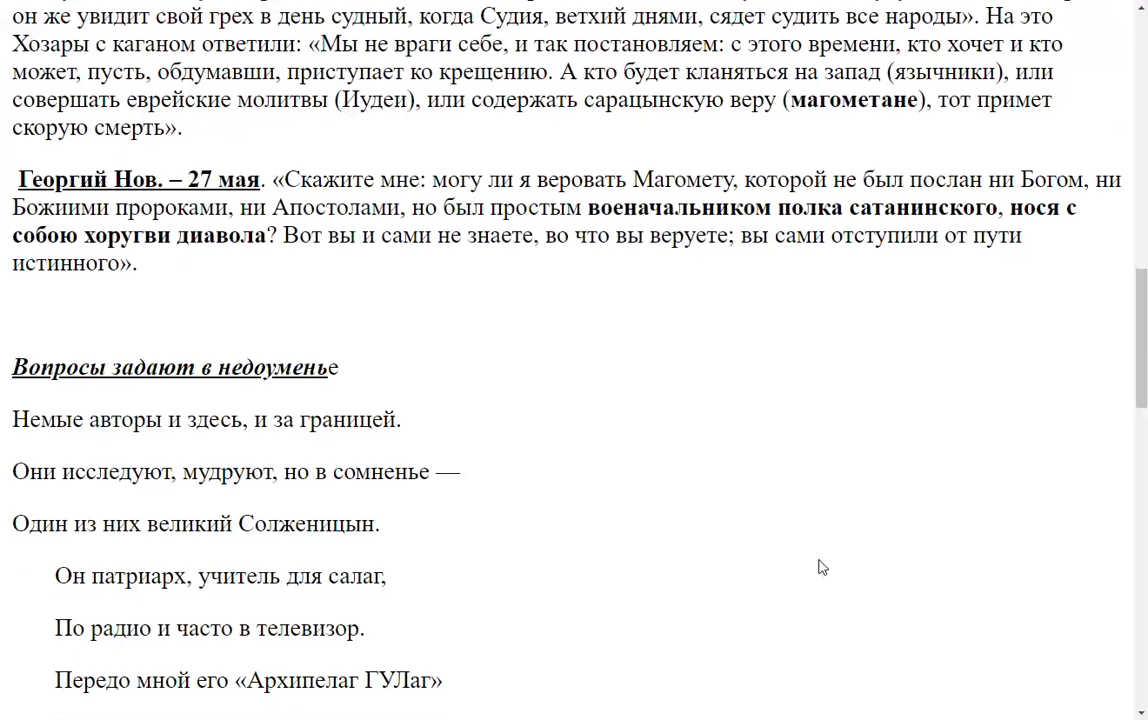 он же увидит свой грех в день судный, когда Судия, ветхий днями, сядет судить все народы». На это
Хозары с каганом ответили: «Мы не враги себе, и так постановляем: с этого времени, кто хочет и кто
может, пусть, обдумавши, приступает ко крещению. А кто будет кланяться на запад (язычники), или
совершать еврейские молитвы (Иудеи), или содержать сарацынскую веру (магометане), тот примет
скорую смерть».
Георгий Нов. – 27 мая. «Скажите мне: могу ли я веровать Магомету, которой не был послан ни Богом, ни
Божиими пророками, ни Апостолами, но был простым военачальником полка сатанинского, нося с
собою хоругви диавола? Вот вы и сами не знаете, во что вы веруете; вы сами отступили от пути
истинного».
Вопросы задают в недоуменье
Немые авторы и здесь, и за границей.
Они исследуют, мудруют, но в сомненье —
Один из них великий Солженицын.
Он патриарх, учитель для салаг,
По радио и часто в телевизор.
Передо мной его «Архипелаг ГУЛаг»